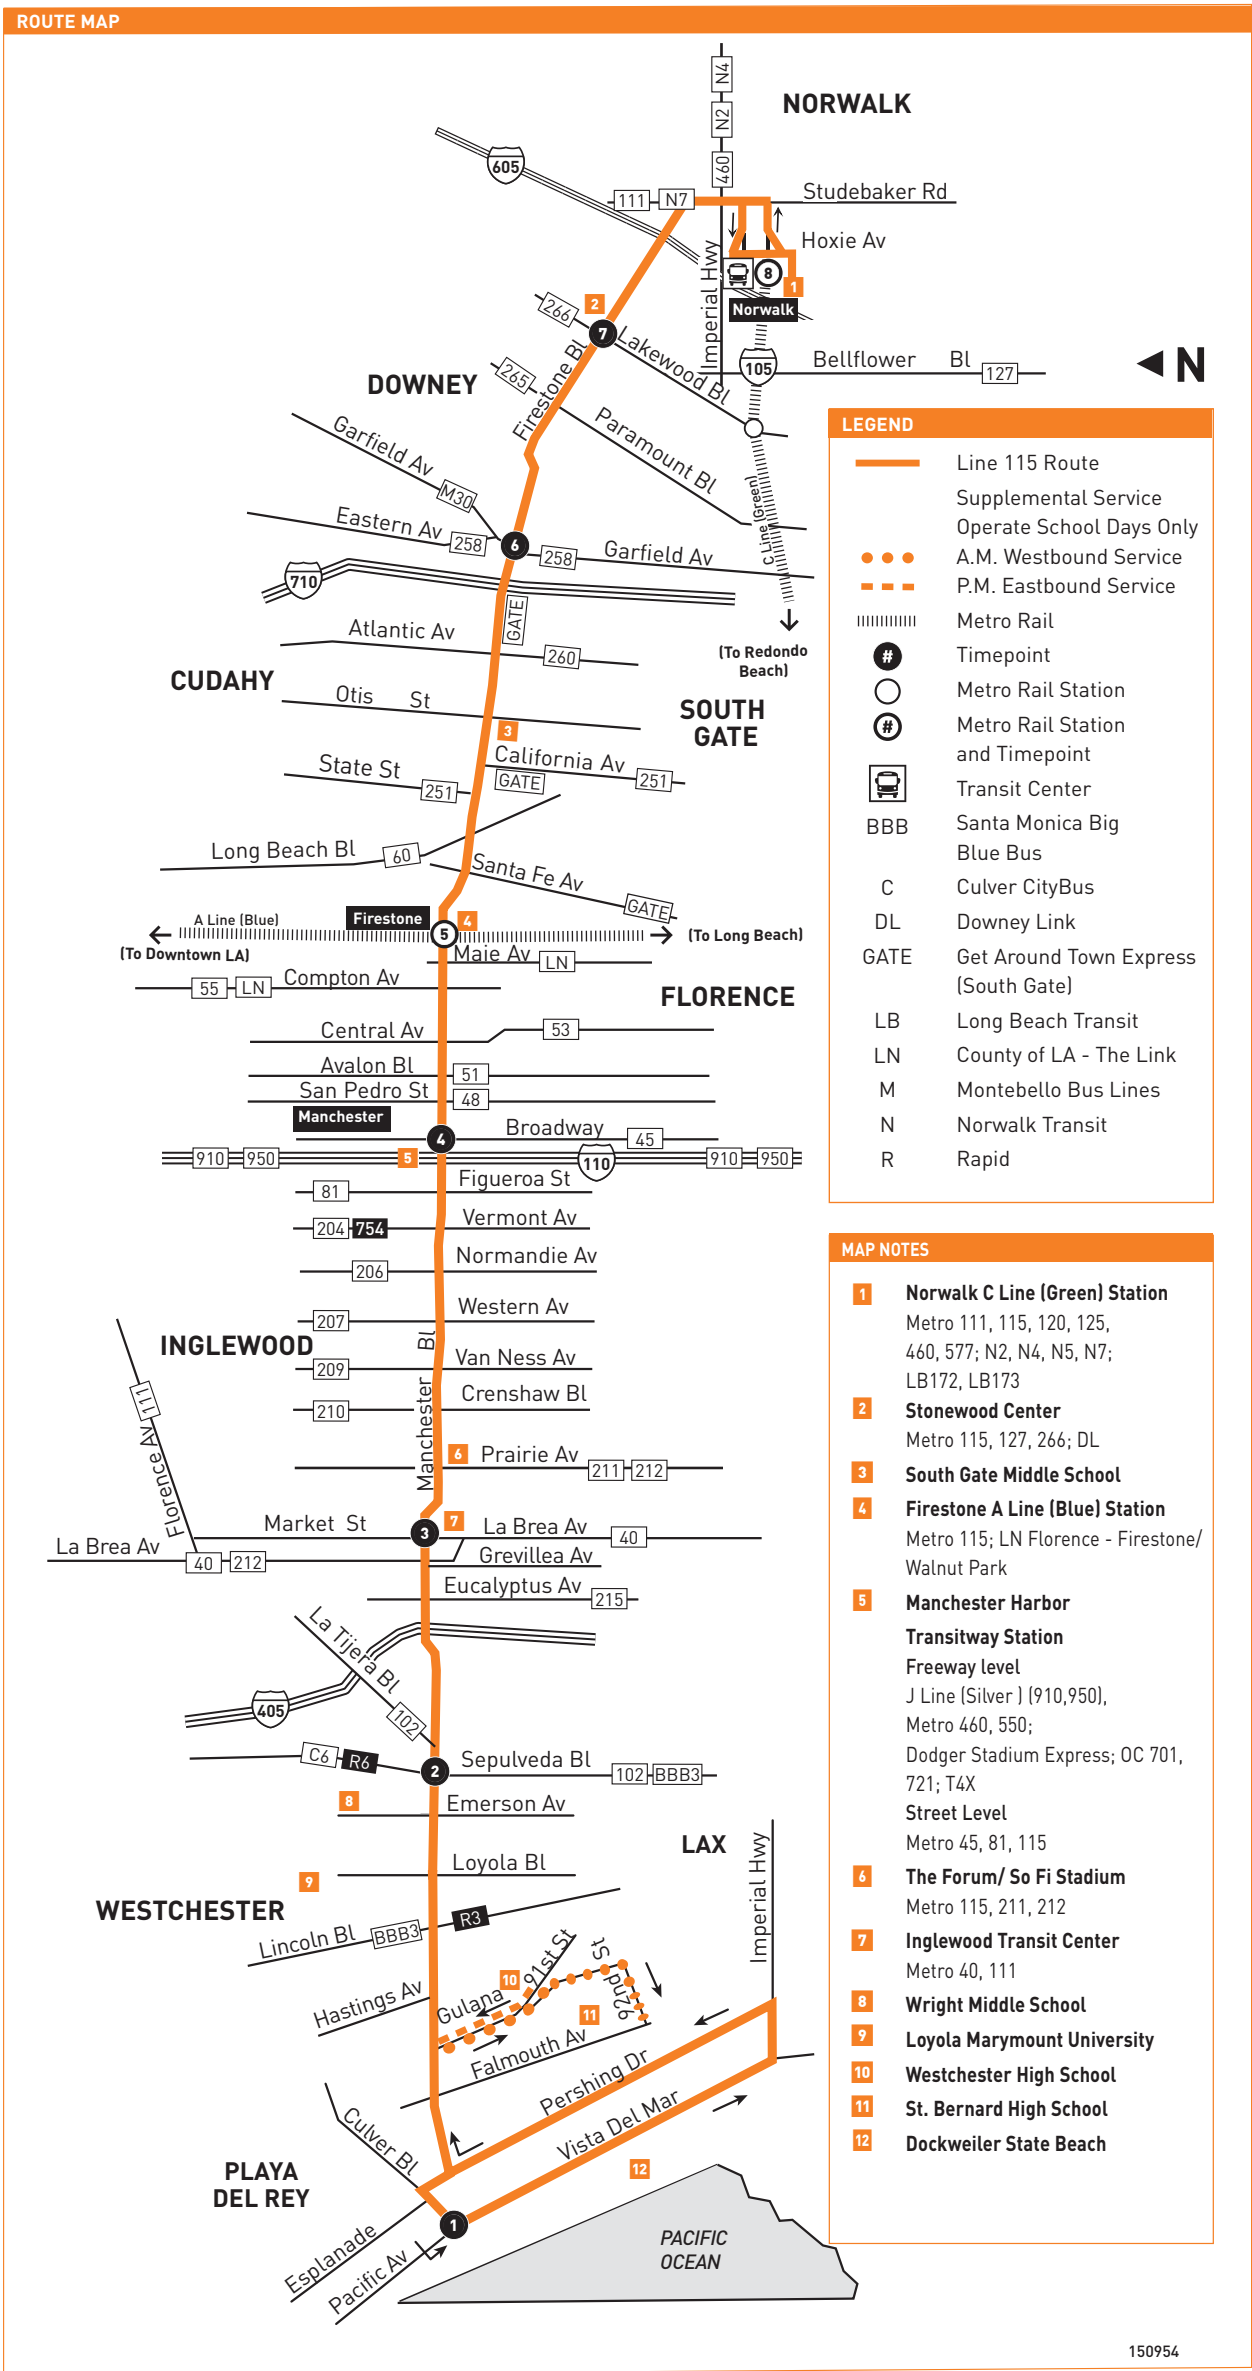 ROUTE MAP
N4
N2
460
NORWALK
605
111
N7
Studebaker Rd
Hoxie Av
Imperial Hwy
8
1
Norwalk
266
2
7
Lakewood Bl
105
Bellflower Bl
127
N
DOWNEY
265
Firestone Bl
Paramount Bl
Garfield Av
M30
C Line (Green)
Eastern Av
258
6
258
Garfield Av
710
GATE
Atlantic Av
260
(To Redondo
Beach)
CUDAHY
Otis St
SOUTH
GATE
3
State St
251
California Av
251
GATE
Long Beach Bl
60
Santa Fe Av
GATE
A Line (Blue)
Firestone
4
5
(To Downtown LA)
(To Long Beach)
Maie Av
LN
55
LN
Compton Av
FLORENCE
Central Av
53
Avalon Bl
51
San Pedro St
48
Manchester
4
Broadway
45
910
950
5
110
910
950
81
Figueroa St
204
754
Vermont Av
206
Normandie Av
207
Western Av
INGLEWOOD
Manchester Bl
209
Van Ness Av
210
Crenshaw Bl
111
Florence Av
6
Prairie Av
211
212
Market St
3
7
La Brea Av
40
La Brea Av
40
212
Grevillea Av
Eucalyptus Av
215
La Tijera Bl
102
405
C6
R6
2
Sepulveda Bl
102
BBB3
8
Emerson Av
LAX
Imperial Hwy
9
Loyola Bl
WESTCHESTER
Lincoln Bl
BBB3
R3
Hastings Av
Gulana
10
91st St
92nd St
11
Falmouth Av
Pershing Dr
Vista Del Mar
Culver Bl
12
PLAYA
DEL REY
1
Esplanade
Pacific Av
PACIFIC
OCEAN
LEGEND
Line 115 Route
Supplemental Service
Operate School Days Only
A.M. Westbound Service
P.M. Eastbound Service
Metro Rail
# Timepoint
Metro Rail Station
# Metro Rail Station
and Timepoint
Transit Center
BBB Santa Monica Big
Blue Bus
C Culver CityBus
DL Downey Link
GATE Get Around Town Express
(South Gate)
LB Long Beach Transit
LN County of LA - The Link
M Montebello Bus Lines
N Norwalk Transit
R Rapid
MAP NOTES
1 Norwalk C Line (Green) Station
Metro 111, 115, 120, 125,
460, 577; N2, N4, N5, N7;
LB172, LB173
2 Stonewood Center
Metro 115, 127, 266; DL
3 South Gate Middle School
4 Firestone A Line (Blue) Station
Metro 115; LN Florence - Firestone/
Walnut Park
5 Manchester Harbor
Transitway Station
Freeway level
J Line (Silver ) (910,950),
Metro 460, 550;
Dodger Stadium Express; OC 701,
721; T4X
Street Level
Metro 45, 81, 115
6 The Forum/ So Fi Stadium
Metro 115, 211, 212
7 Inglewood Transit Center
Metro 40, 111
8 Wright Middle School
9 Loyola Marymount University
10 Westchester High School
11 St. Bernard High School
12 Dockweiler State Beach
150954